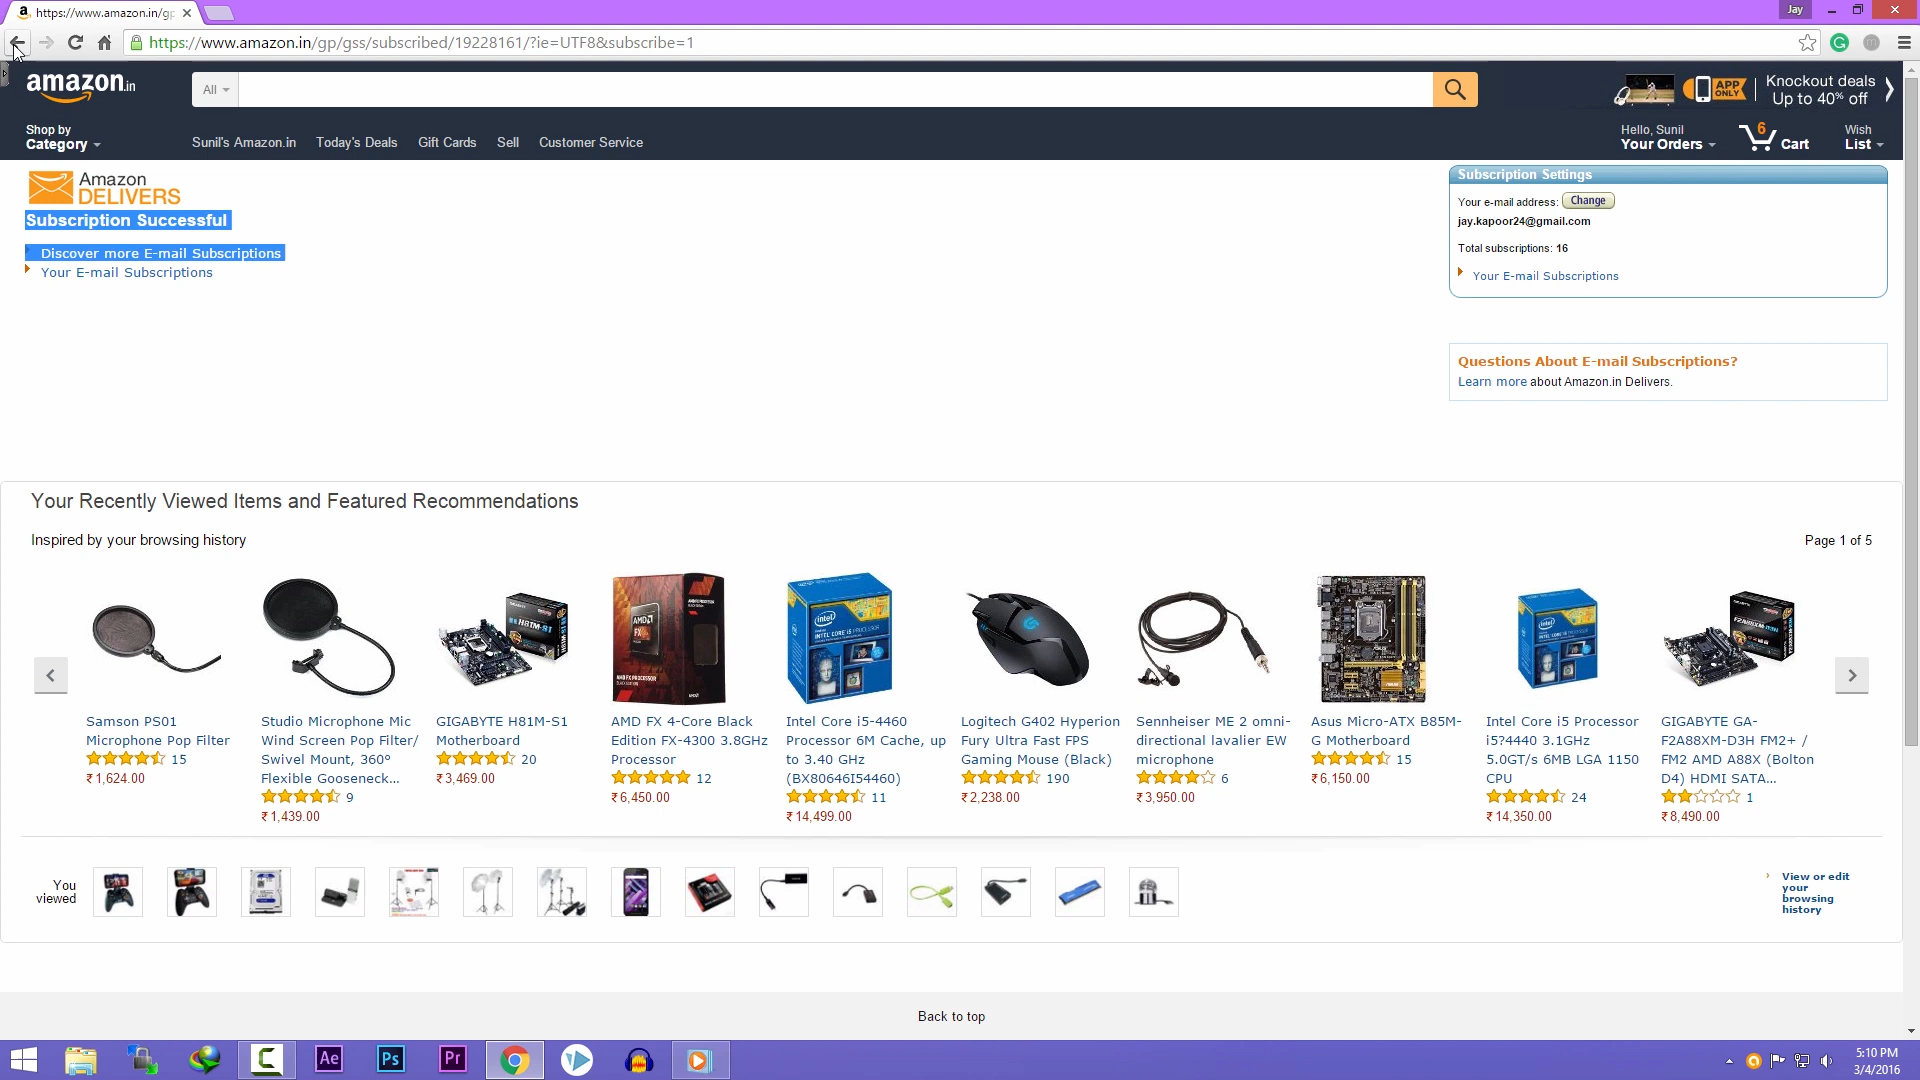 https://www.amazon.in/gp
Jay
https://www.amazon.in/gp/gss/subscribed/19228161/?ie=UTF8&subscribe=1
amazon.in
All
APP ONLY
Knockout deals
Up to 40% off
Shop by
Category
Sunil's Amazon.in
Today's Deals
Gift Cards
Sell
Customer Service
Hello, Sunil
Your Orders
6
Cart
Wish
List
Amazon
DELIVERS
Subscription Successful
Discover more E-mail Subscriptions
Your E-mail Subscriptions
Subscription Settings
Your e-mail address: Change
jay.kapoor24@gmail.com
Total subscriptions: 16
Your E-mail Subscriptions
Questions About E-mail Subscriptions?
Learn more about Amazon.in Delivers.
Your Recently Viewed Items and Featured Recommendations
Inspired by your browsing history
Page 1 of 5
Samson PS01
Microphone Pop Filter
15
₹ 1,624.00
Studio Microphone Mic
Wind Screen Pop Filter/
Swivel Mount, 360°
Flexible Gooseneck...
9
₹ 1,439.00
GIGABYTE H81M-S1
Motherboard
20
₹ 3,469.00
AMD FX 4-Core Black
Edition FX-4300 3.8GHz
Processor
12
₹ 6,450.00
Intel Core i5-4460
Processor 6M Cache, up
to 3.40 GHz
(BX80646I54460)
11
₹ 14,499.00
Logitech G402 Hyperion
Fury Ultra Fast FPS
Gaming Mouse (Black)
190
₹ 2,238.00
Sennheiser ME 2 omni-
directional lavalier EW
microphone
6
₹ 3,950.00
Asus Micro-ATX B85M-
G Motherboard
15
₹ 6,150.00
Intel Core i5 Processor
i5?4440 3.1GHz
5.0GT/s 6MB LGA 1150
CPU
24
₹ 14,350.00
GIGABYTE GA-
F2A88XM-D3H FM2+ /
FM2 AMD A88X (Bolton
D4) HDMI SATA...
1
₹ 8,490.00
You
viewed
View or edit
your
browsing
history
Back to top
Ae
Ps
Pr
5:10 PM
3/4/2016